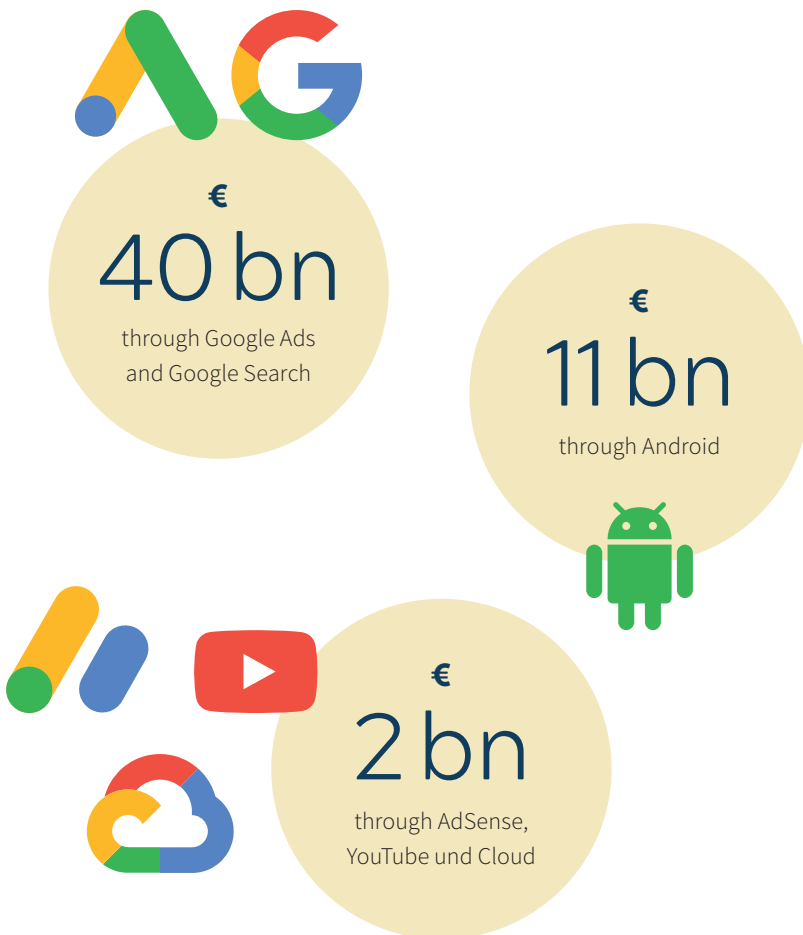 €
40 bn
through Google Ads
and Google Search
€
11 bn
through Android
€
2 bn
through AdSense,
YouTube und Cloud